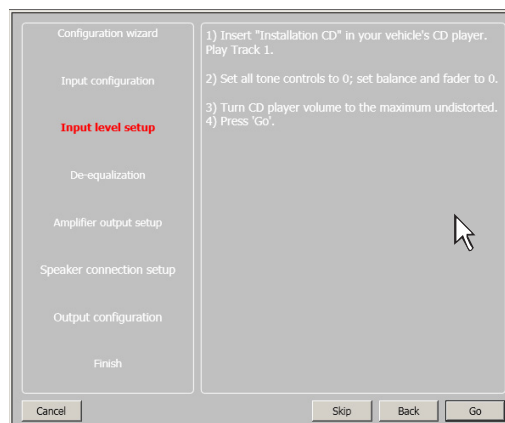 Configuration wizard
Input configuration
Input level setup
De-equalization
Amplifier output setup
Speaker connection setup
Output configuration
Finish
1) Insert "Installation CD" in your vehicle's CD player.
Play Track 1.
2) Set all tone controls to 0; set balance and fader to 0.
3) Turn CD player volume to the maximum undistorted.
4) Press 'Go'.
Cancel
Skip
Back
Go